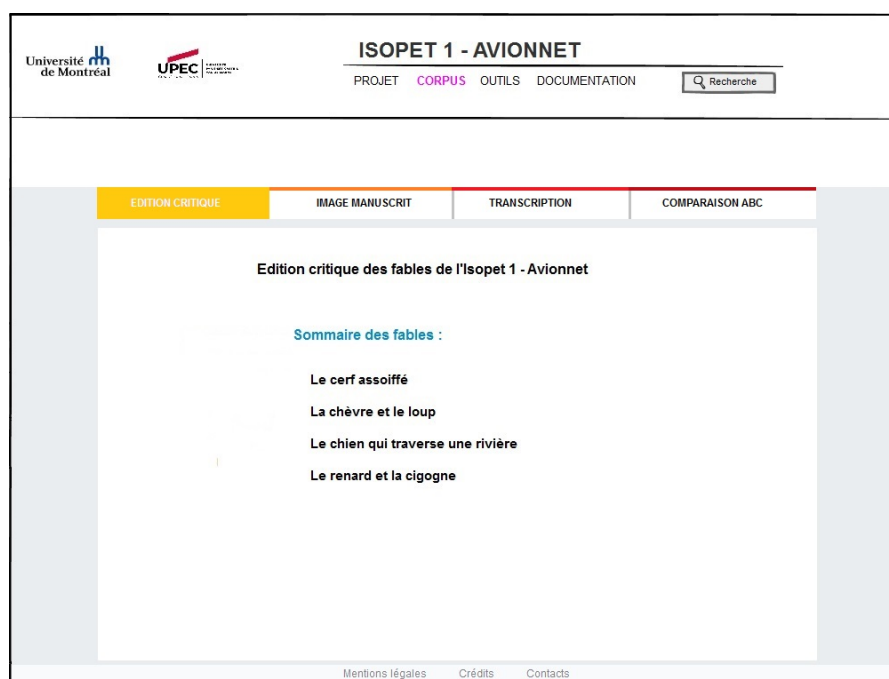 Université de Montréal
UPEC
ISOPET 1 - AVIONNET
PROJET CORPUS OUTILS DOCUMENTATION
Recherche
EDITION CRITIQUE IMAGE MANUSCRIT TRANSCRIPTION COMPARAISON ABC
Edition critique des fables de l'Isopet 1 - Avionnet
Sommaire des fables :
Le cerf assoiffé
La chèvre et le loup
Le chien qui traverse une rivière
Le renard et la cigogne
Mentions légales Crédits Contacts